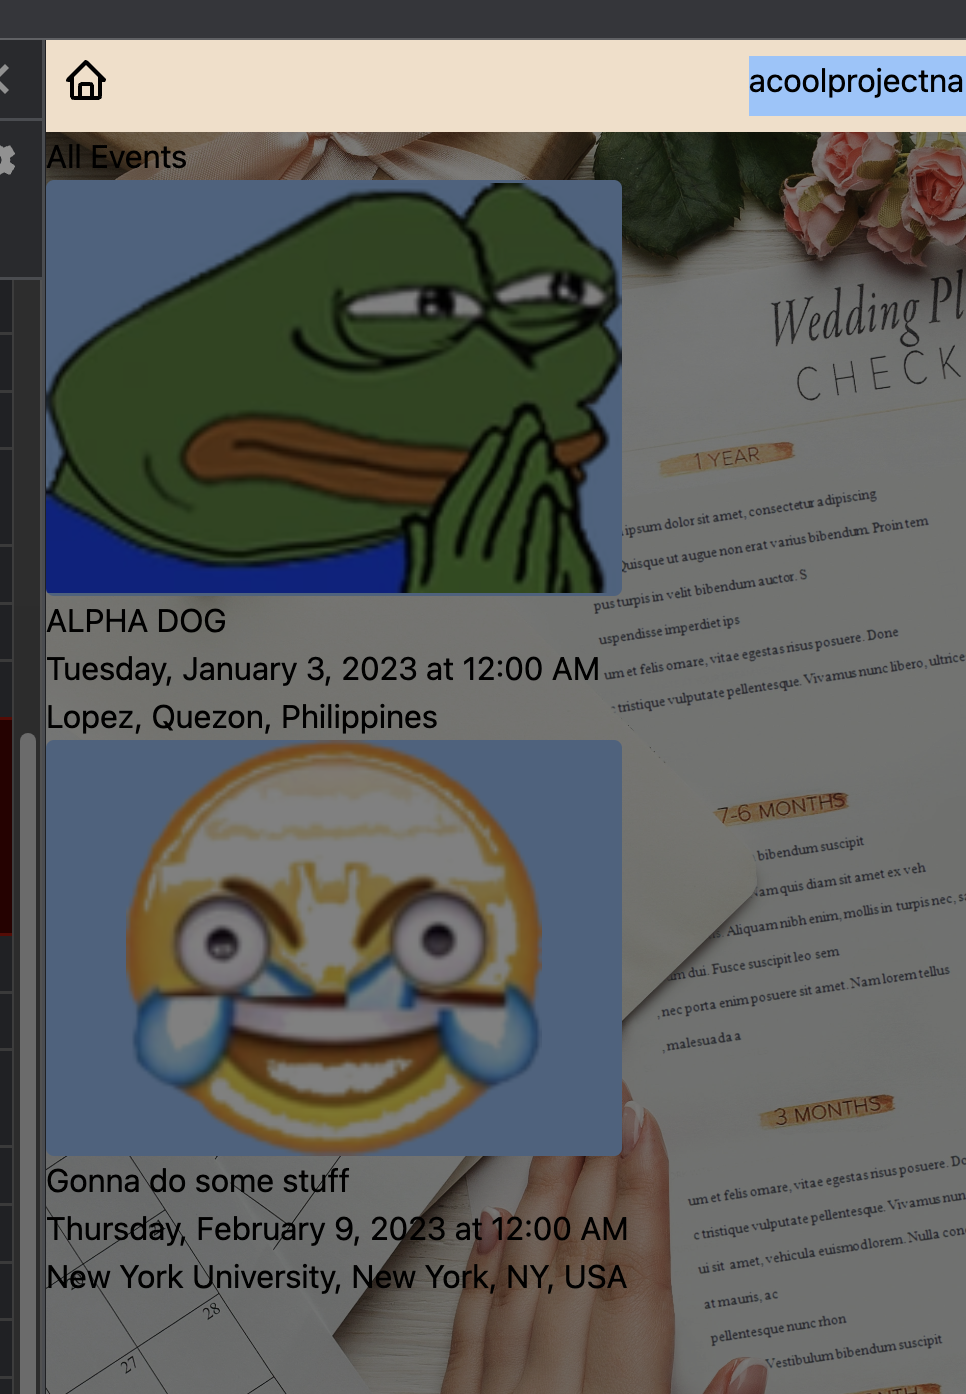 acoolprojectna
All Events
Wedding Pl
CHECK
1 YEAR
ipsum dolor sit amet, consectetur adipiscing
Quisque ut augue non erat varius bibendum. Proin tem
pus turpis in velit bibendum auctor. S
uspendisse imperdiet ips
um et felis ornare, vitae egestas risus posuere. Done
tristique vulputate pellentesque. Vivamus nunc libero, ultrice
ALPHA DOG
Tuesday, January 3, 2023 at 12:00 AM
Lopez, Quezon, Philippines
7-6 MONTHS
bibendum suscipit
am quis diam sit amet ex veh
Aliquam nibh enim, mollis in turpis nec, sa
m dui. Fusce suscipit leo sem
, nec porta enim posuere sit amet. Nam lorem tellus
, malesuada a
3 MONTHS
um et felis ornare, vitae egestas risus posuere. Do
c tristique vulputate pellentesque. Vivamus nun
ui sit amet, vehicula euismod lorem. Nulla con
at mauris, ac
pellentesque nunc rhon
Vestibulum bibendum suscipit
Gonna do some stuff
Thursday, February 9, 2023 at 12:00 AM
New York University, New York, NY, USA
28
27